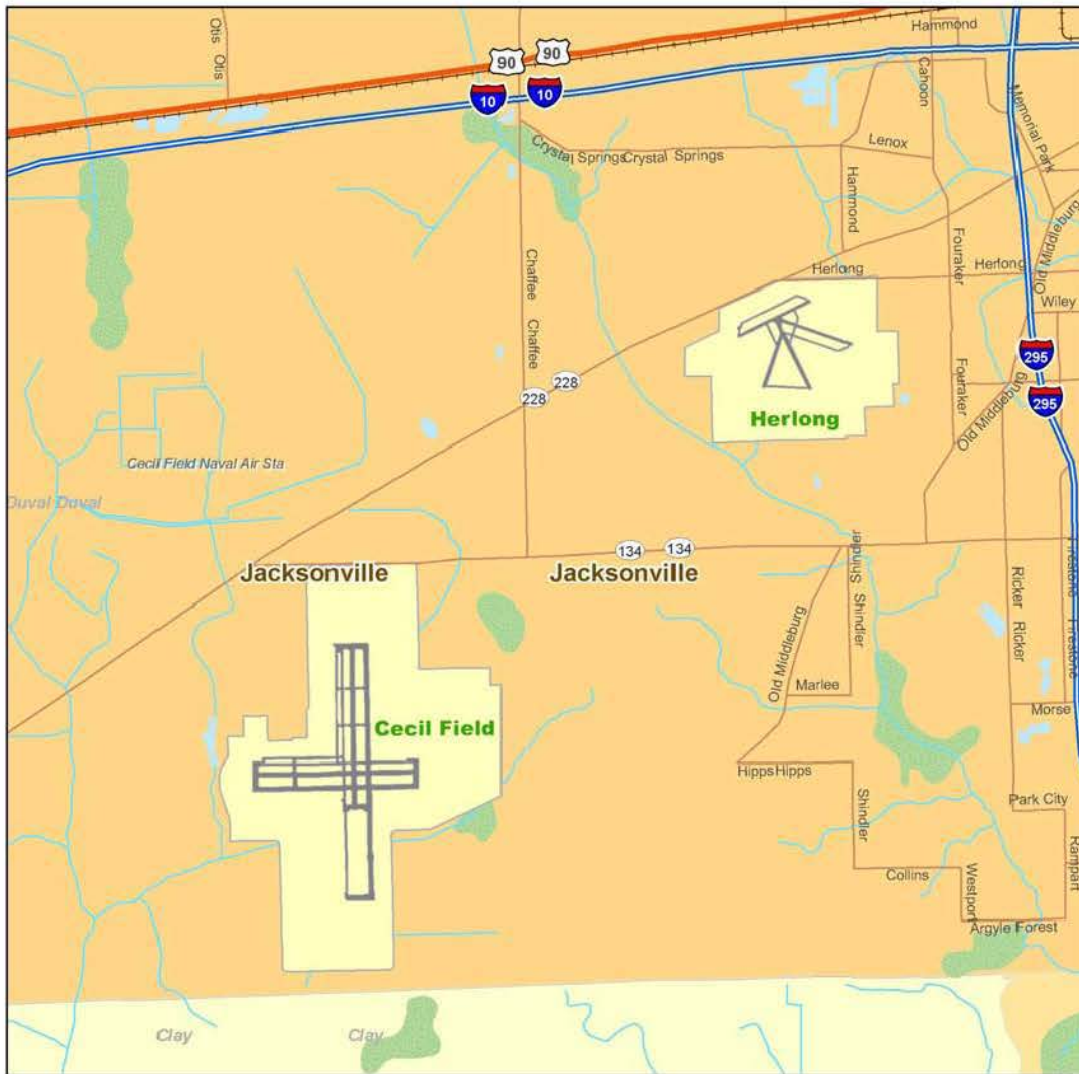 Otis
Otis
Hammond
90
90
10
10
Cahoon
Memorial Park
Crystal Springs
Crystal Springs
Lenox
Hammond
Old Middleburg
Fouraker
Herlong
Herlong
Wiley
Chaffee
Chaffee
295
295
228
228
Fouraker
Old Middleburg
Herlong
Cecil Field Naval Air Sta
Duval
Duval
134
134
Jacksonville
Jacksonville
Shindler
Shindler
Ricker
Ricker
Firestone
Firestone
Old Middleburg
Marlee
Morse
Cecil Field
Hipps
Hipps
Shindler
Park City
Rampart
Collins
Westport
Argyle Forest
Clay
Clay